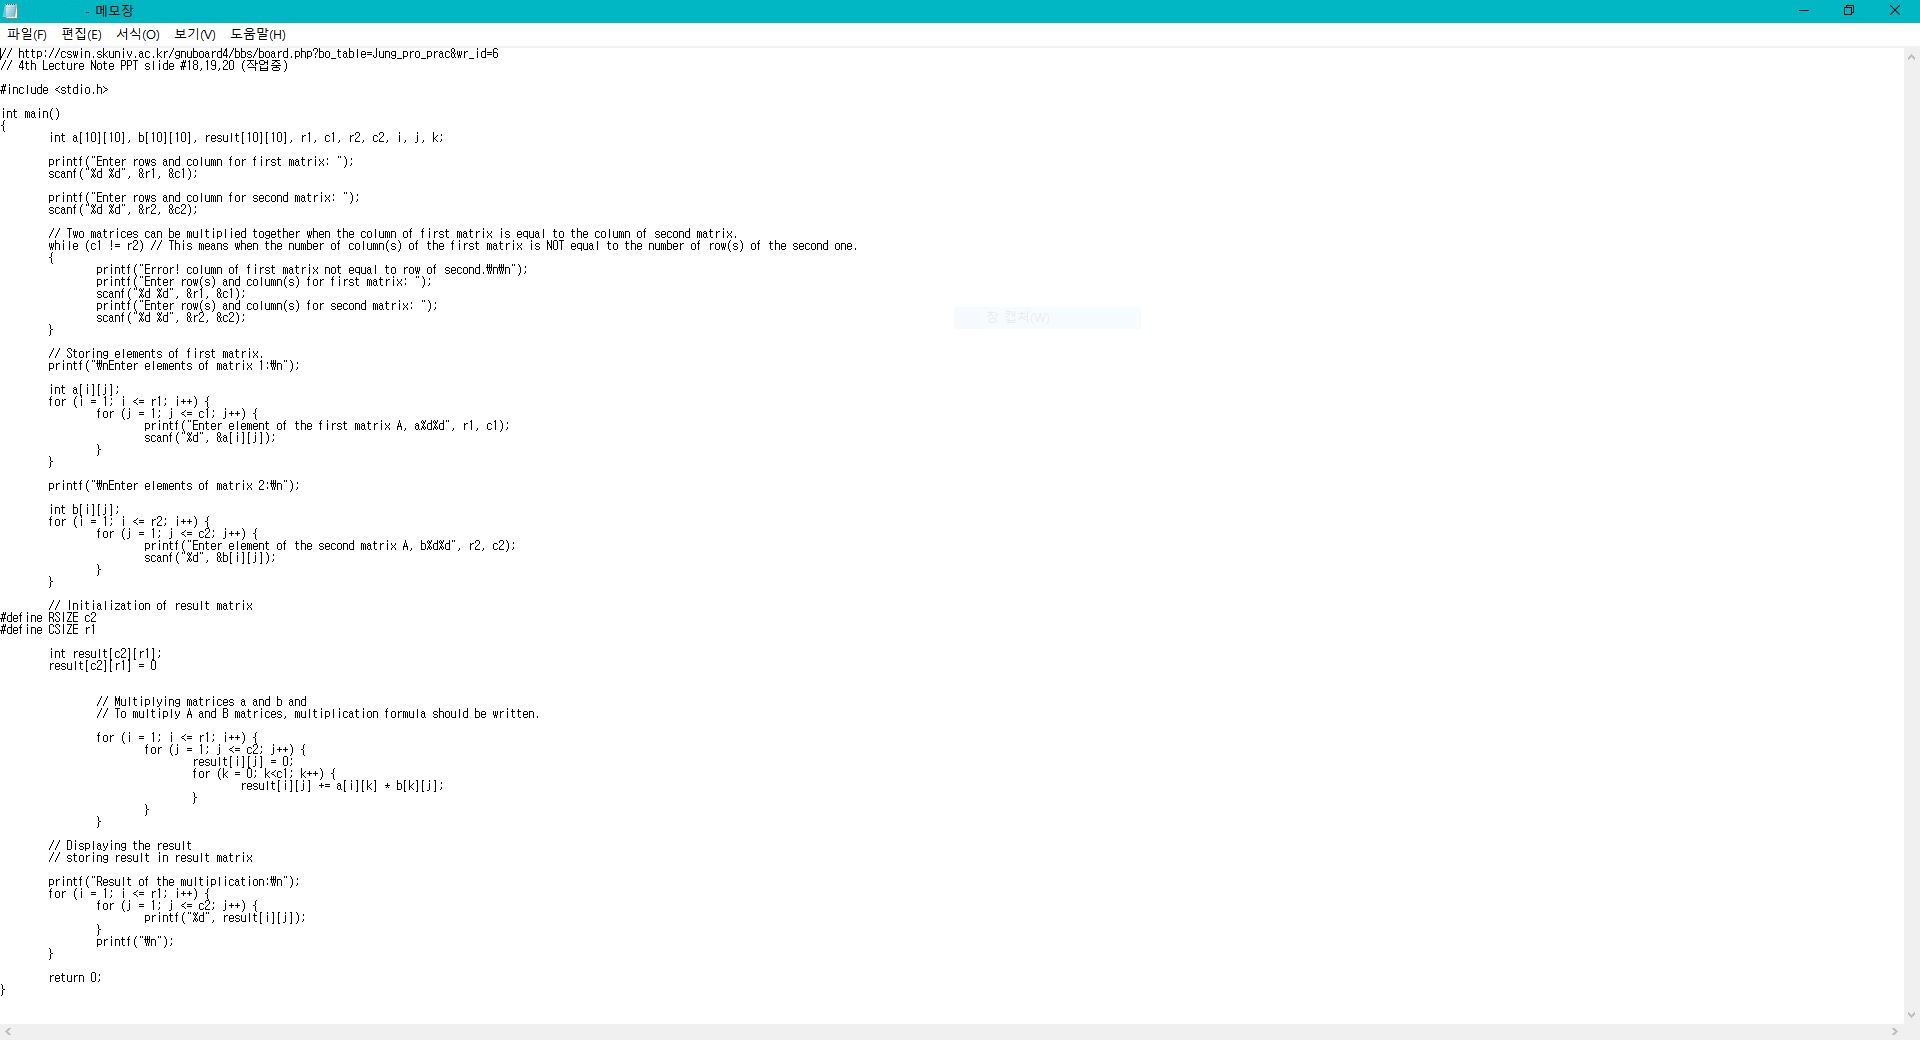 - 메모장
파일(F) 편집(E) 서식(O) 보기(V) 도움말(H)
// http://cswin.skuniv.ac.kr/gnuboard4/bbs/board.php?bo_table=Jung_pro_prac&wr_id=6
// 4th Lecture Note PPT slide #18,19,20 (작업중)
#include <stdio.h>
int main()
{
int a[10][10], b[10][10], result[10][10], r1, c1, r2, c2, i, j, k;
printf("Enter rows and column for first matrix: ");
scanf("%d %d", &r1, &c1);
printf("Enter rows and column for second matrix: ");
scanf("%d %d", &r2, &c2);
// Two matrices can be multiplied together when the column of first matrix is equal to the column of second matrix.
while (c1 != r2) // This means when the number of column(s) of the first matrix is NOT equal to the number of row(s) of the second one.
{
printf("Error! column of first matrix not equal to row of second.₩n₩n");
printf("Enter row(s) and column(s) for first matrix: ");
scanf("%d %d", &r1, &c1);
printf("Enter row(s) and column(s) for second matrix: ");
scanf("%d %d", &r2, &c2);
창 캡처(W)
}
// Storing elements of first matrix.
printf("₩nEnter elements of matrix 1:₩n");
int a[i][j];
for (i = 1; i <= r1; i++) {
for (j = 1; j <= c1; j++) {
printf("Enter element of the first matrix A, a%d%d", r1, c1);
scanf("%d", &a[i][j]);
}
}
printf("₩nEnter elements of matrix 2:₩n");
int b[i][j];
for (i = 1; i <= r2; i++) {
for (j = 1; j <= c2; j++) {
printf("Enter element of the second matrix A, b%d%d", r2, c2);
scanf("%d", &b[i][j]);
}
}
// Initialization of result matrix
#define RSIZE c2
#define CSIZE r1
int result[c2][r1];
result[c2][r1] = 0
// Multiplying matrices a and b and
// To multiply A and B matrices, multiplication formula should be written.
for (i = 1; i <= r1; i++) {
for (j = 1; j <= c2; j++) {
result[i][j] = 0;
for (k = 0; k<c1; k++) {
result[i][j] += a[i][k] * b[k][j];
}
}
}
// Displaying the result
// storing result in result matrix
printf("Result of the multiplication:₩n");
for (i = 1; i <= r1; i++) {
for (j = 1; j <= c2; j++) {
printf("%d", result[i][j]);
}
printf("₩n");
}
return 0;
}